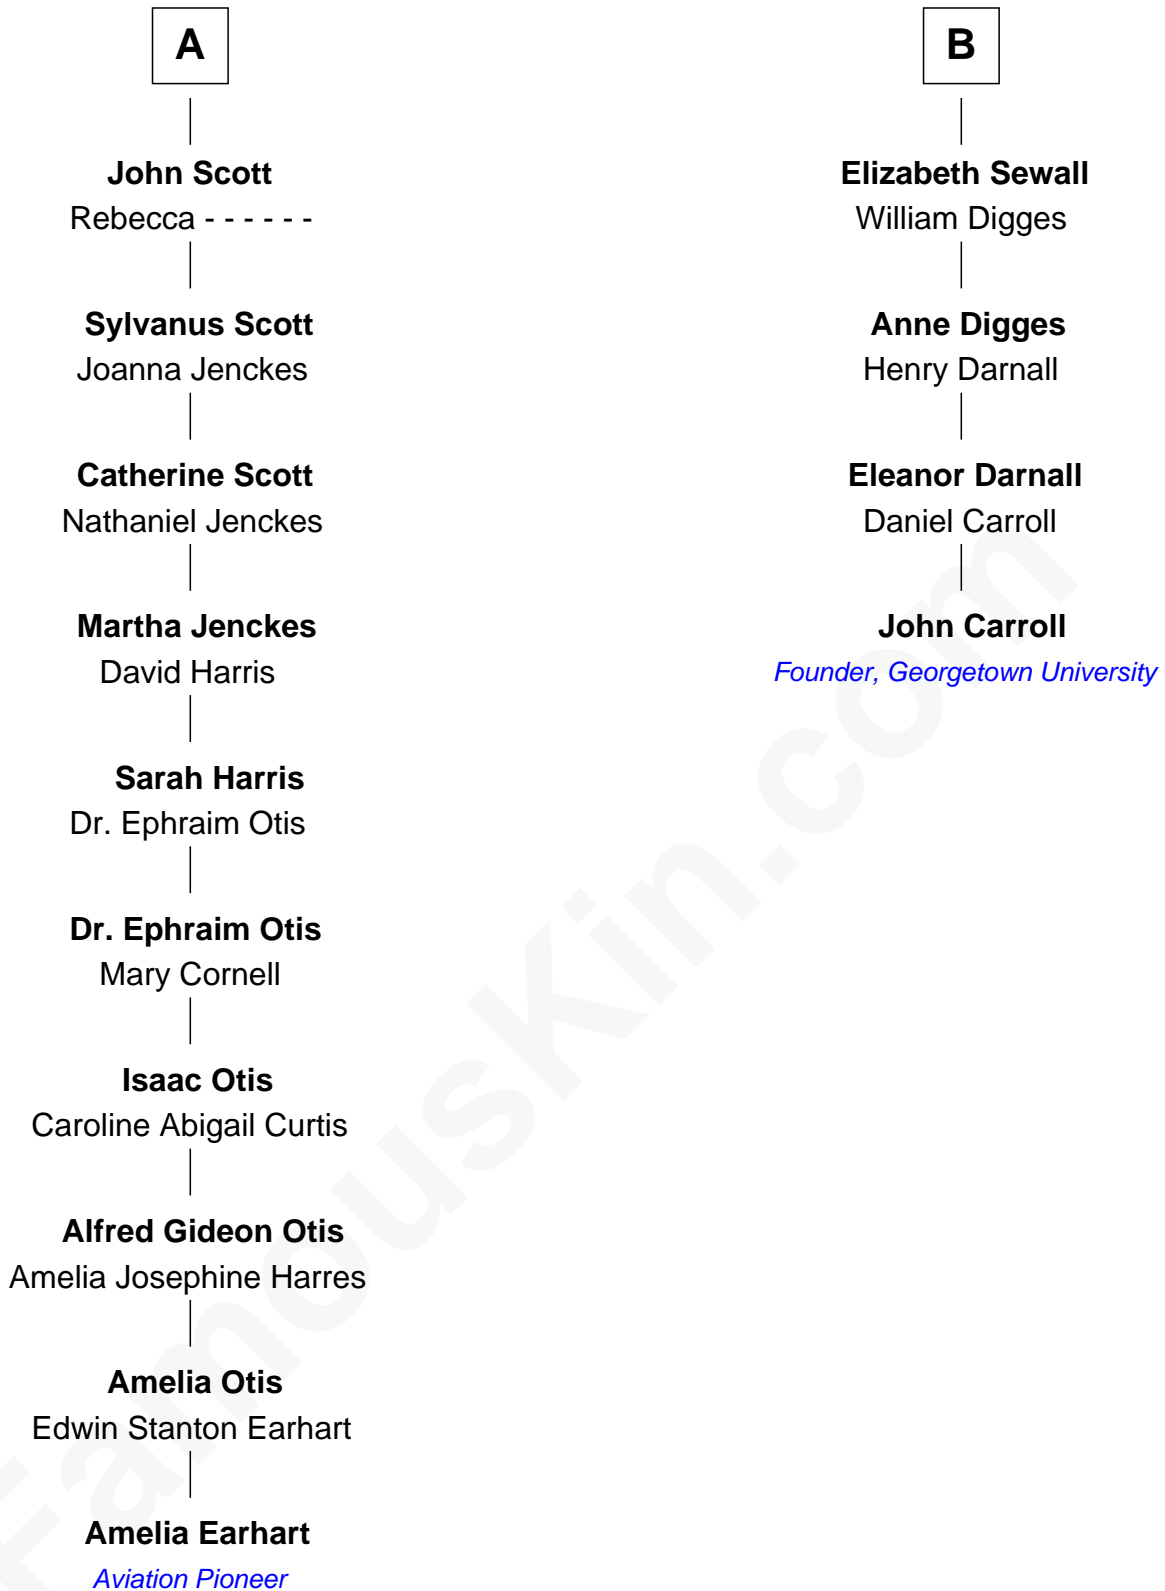 A
John Scott
Rebecca - - - - - -
Sylvanus Scott
Joanna Jenckes
Catherine Scott
Nathaniel Jenckes
Martha Jenckes
David Harris
Sarah Harris
Dr. Ephraim Otis
Dr. Ephraim Otis
Mary Cornell
Isaac Otis
Caroline Abigail Curtis
Alfred Gideon Otis
Amelia Josephine Harres
Amelia Otis
Edwin Stanton Earhart
Amelia Earhart
Aviation Pioneer
B
Elizabeth Sewall
William Digges
Anne Digges
Henry Darnall
Eleanor Darnall
Daniel Carroll
John Carroll
Founder, Georgetown University
FamousKin.com